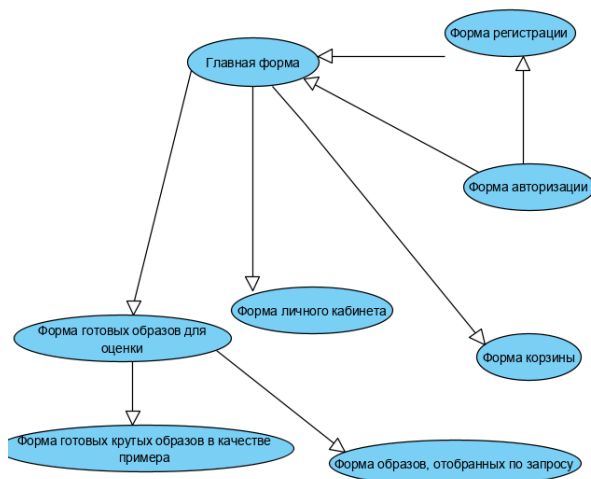 Форма регистрации
Главная форма
Форма авторизации
Форма личного кабинета
Форма готовых образов для
оценки
Форма корзины
Форма готовых крутых образов в качестве
примера
Форма образов, отобранных по запросу